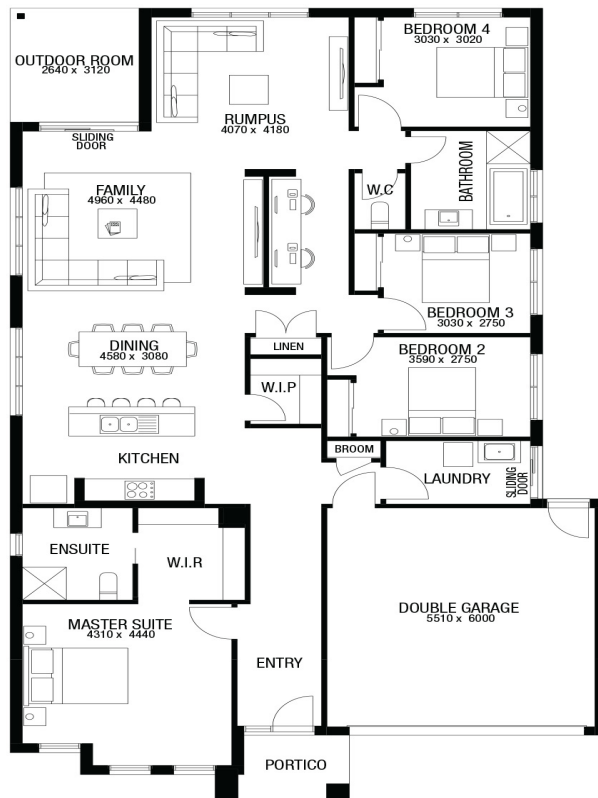 OUTDOOR ROOM
2640 x 3120
SLIDING
DOOR
RUMPUS
4070 x 4180
BEDROOM 4
3030 x 3020
BATHROOM
W.C
FAMILY
4960 x 4480
BEDROOM 3
3030 x 2750
DINING
4580 x 3080
LINEN
BEDROOM 2
3590 x 2750
W.I.P
KITCHEN
BROOM
LAUNDRY
SLIDING
DOOR
ENSUITE
W.I.R
MASTER SUITE
4310 x 4440
DOUBLE GARAGE
5510 x 6000
ENTRY
PORTICO